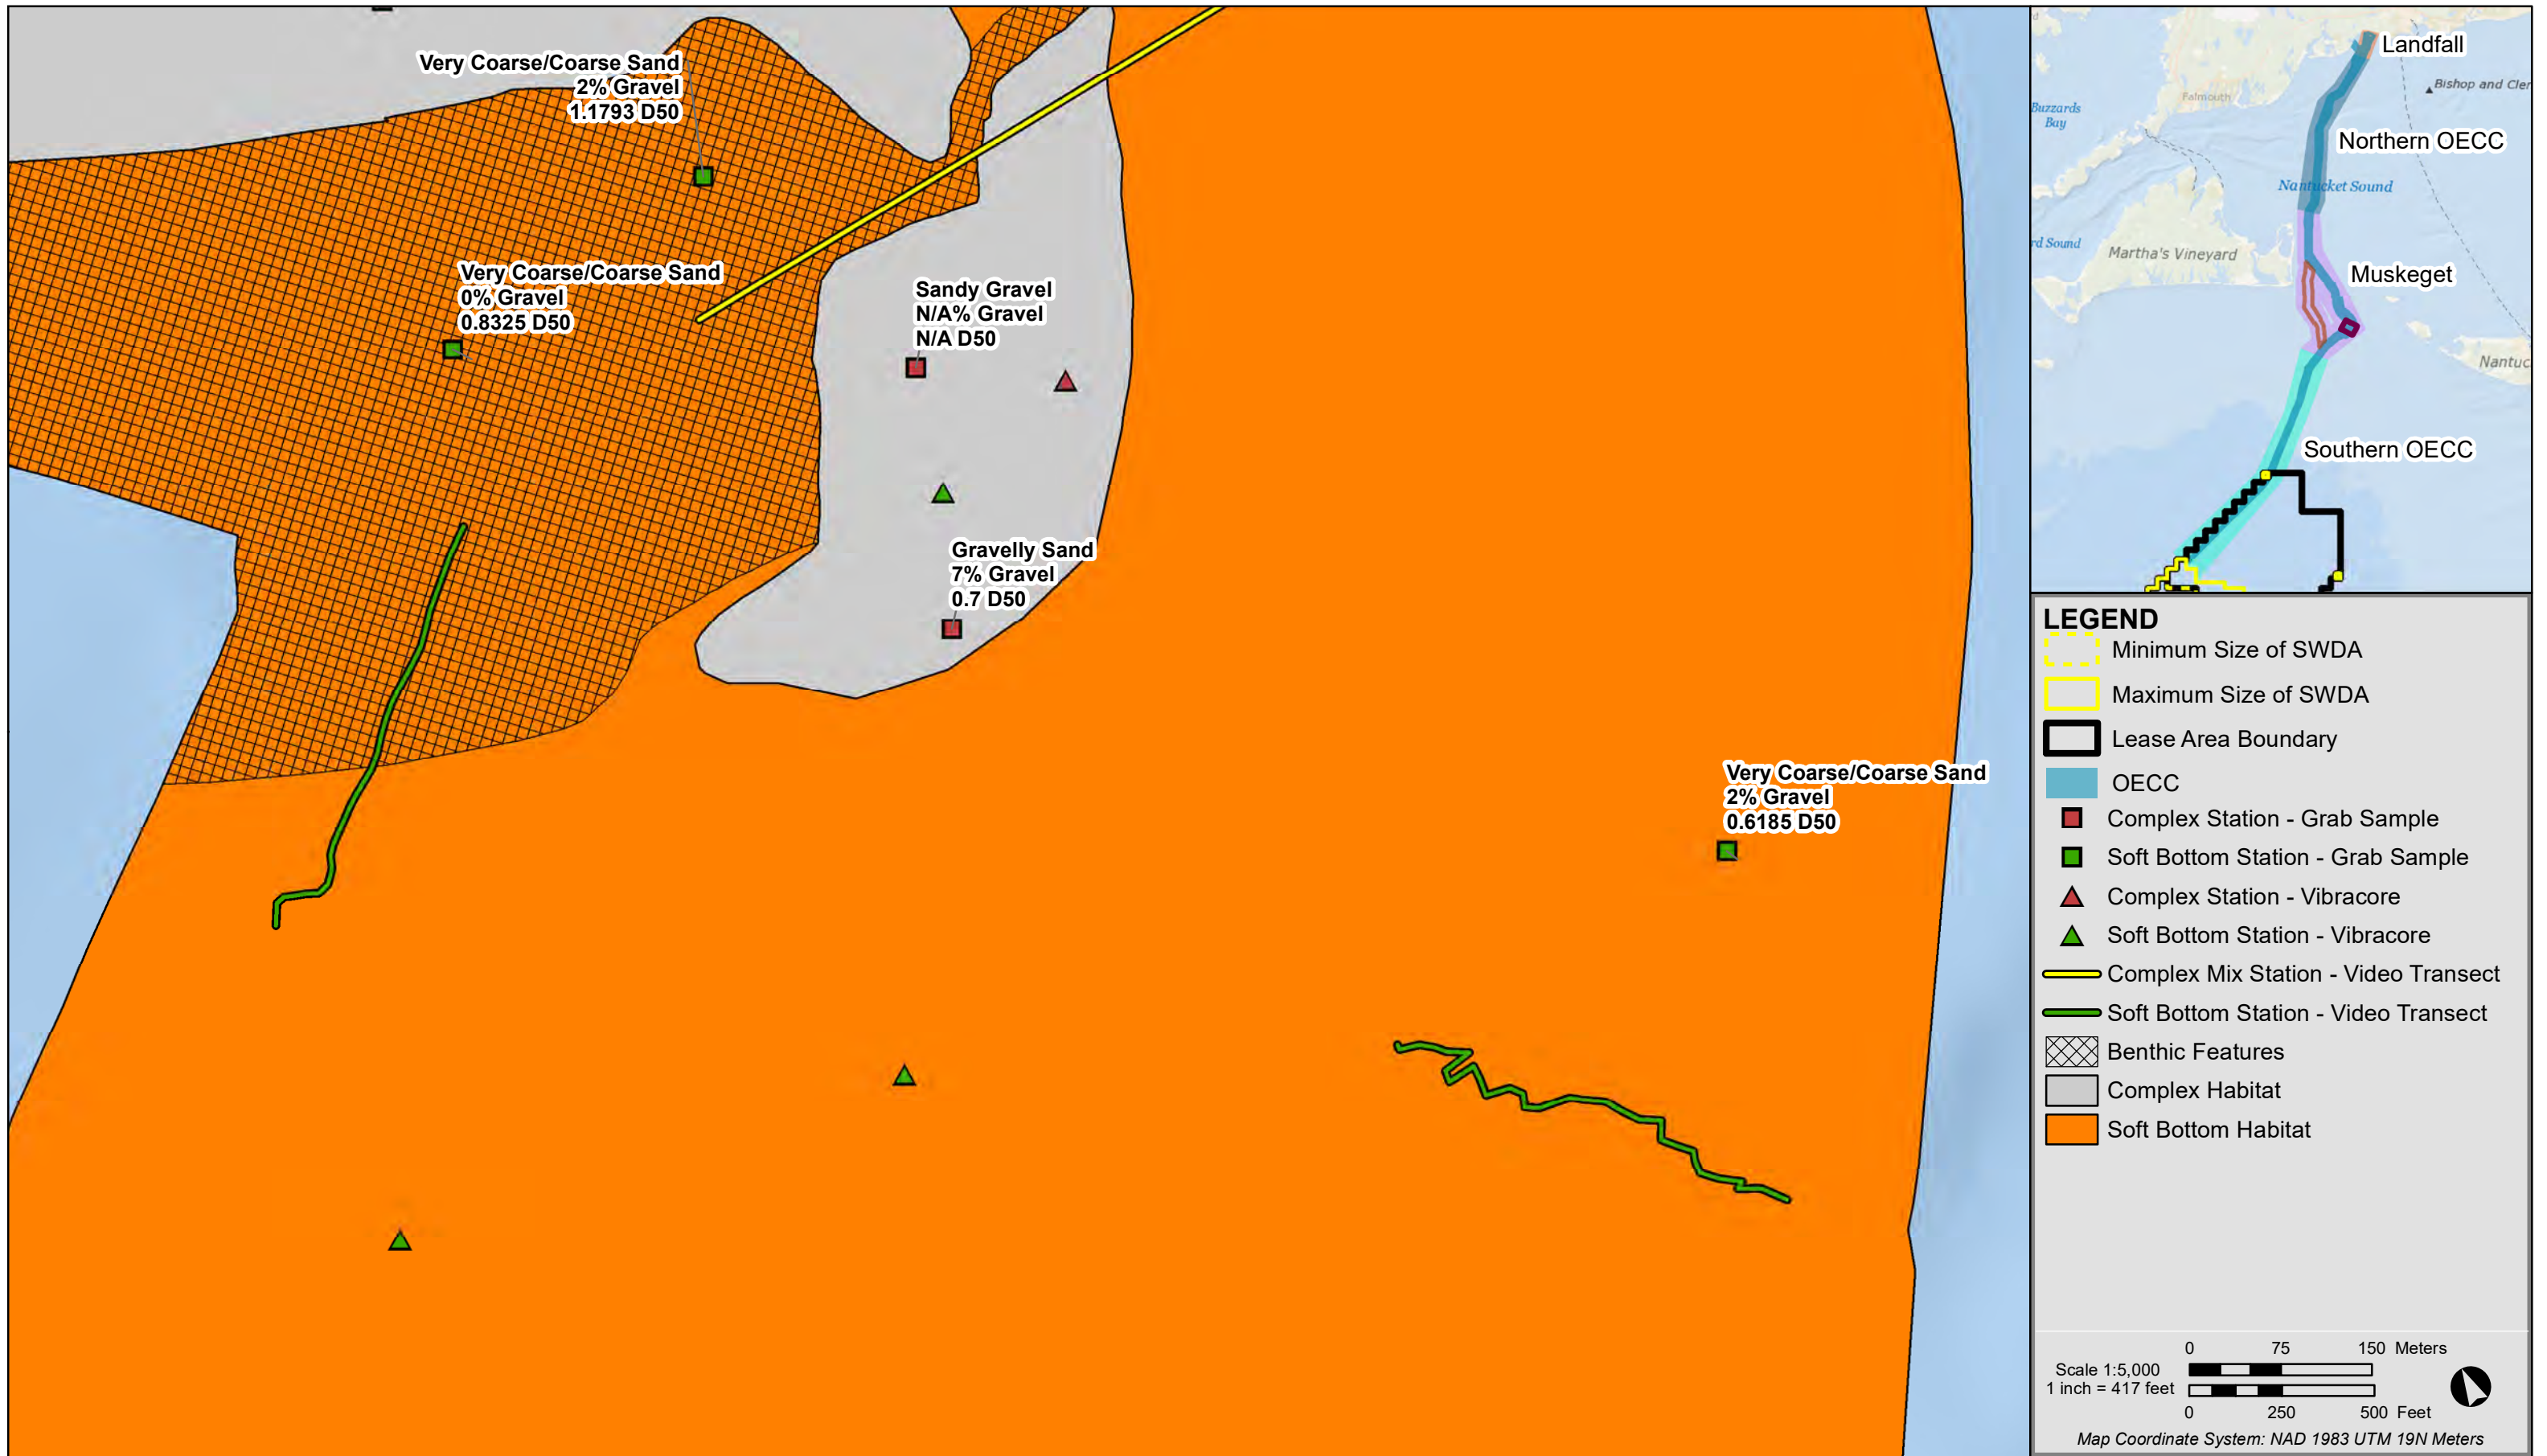 Very Coarse/Coarse Sand
2% Gravel
1.1793 D50
Very Coarse/Coarse Sand
0% Gravel
0.8325 D50
Sandy Gravel
N/A% Gravel
N/A D50
Gravelly Sand
7% Gravel
0.7 D50
Very Coarse/Coarse Sand
2% Gravel
0.6185 D50
Landfall
Bishop and Cler
Falmouth
Buzzards
Bay
Northern OECC
Nantucket Sound
rd Sound
Martha's Vineyard
Muskeget
Nantuc
Southern OECC
LEGEND
Minimum Size of SWDA
Maximum Size of SWDA
Lease Area Boundary
OECC
Complex Station - Grab Sample
Soft Bottom Station - Grab Sample
Complex Station - Vibracore
Soft Bottom Station - Vibracore
Complex Mix Station - Video Transect
Soft Bottom Station - Video Transect
Benthic Features
Complex Habitat
Soft Bottom Habitat
0 75 150 Meters
Scale 1:5,000
1 inch = 417 feet
0 250 500 Feet
Map Coordinate System: NAD 1983 UTM 19N Meters